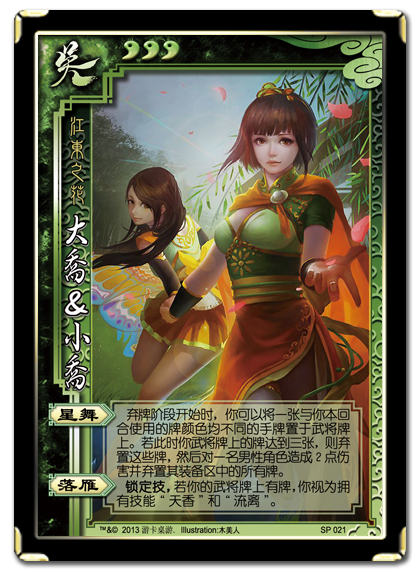 吴
江東之花
大喬&小喬
星舞
弃牌阶段开始时，你可以将一张与你本回
合使用的牌颜色均不同的手牌置于武将牌
上。若此时你武将牌上的牌达到三张，则弃
置这些牌，然后对一名男性角色造成2点伤
害并弃置其装备区中的所有牌。
落雁
锁定技，若你的武将牌上有牌，你视为拥
有技能“天香”和“流离”。
™&© 2013 游卡桌游. Illustration:木美人
SP 021